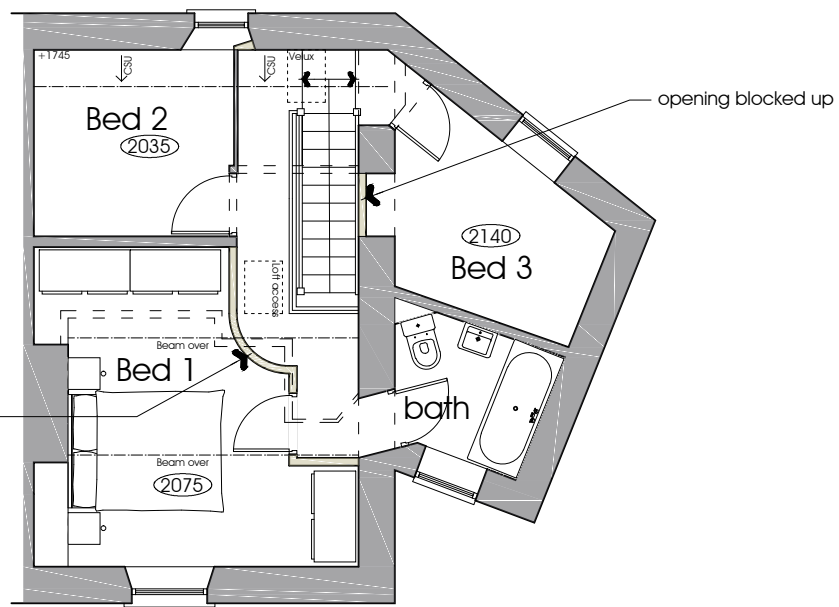 +1745
CSU
CSU
Velux
opening blocked up
Bed 2
2035
2140
Bed 3
Loft access
Beam over
Bed 1
bath
Beam over
2075